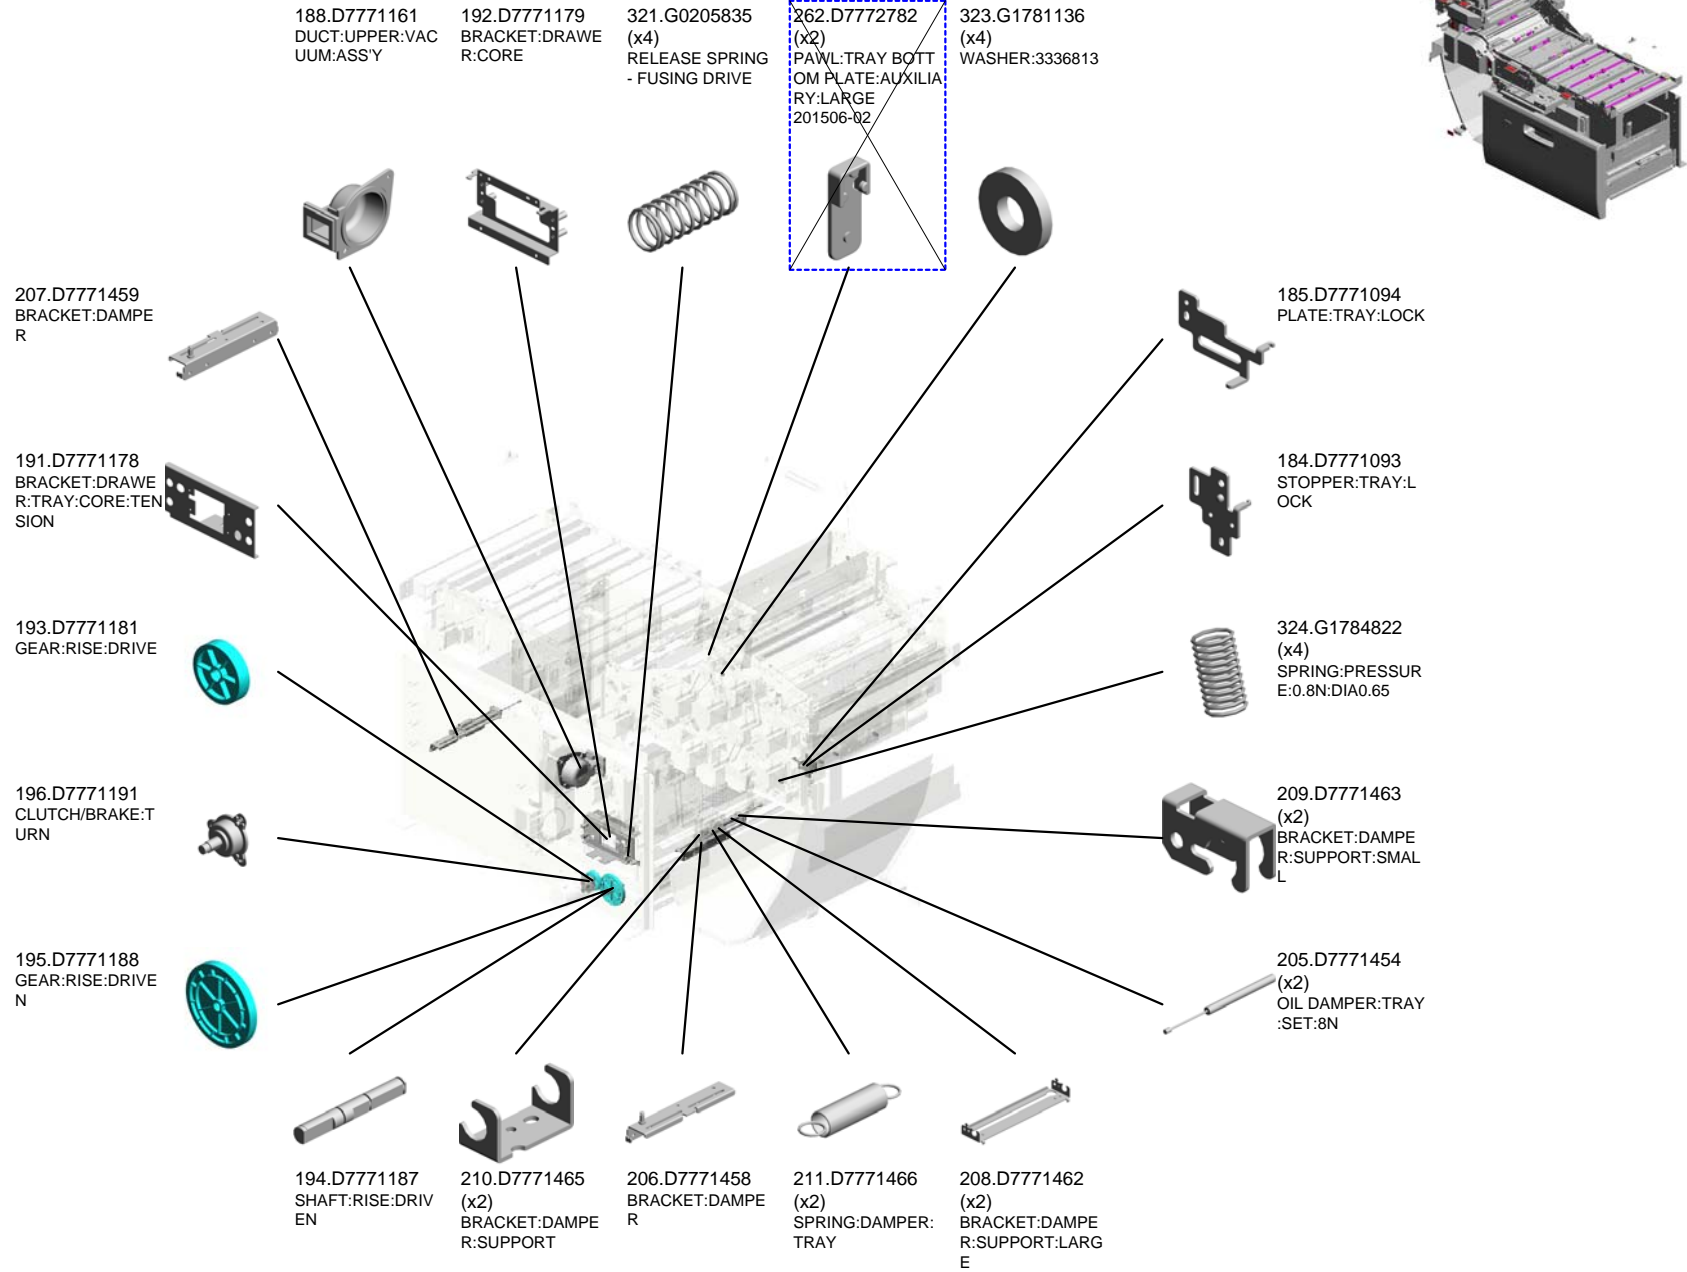 188.D7771161
DUCT:UPPER:VAC
UUM:ASS'Y
192.D7771179
BRACKET:DRAWE
R:CORE
321.G0205835
(x4)
RELEASE SPRING
- FUSING DRIVE
262.D7772782
(x2)
PAWL:TRAY BOTT
OM PLATE:AUXILIA
RY:LARGE
201506-02
323.G1781136
(x4)
WASHER:3336813
207.D7771459
BRACKET:DAMPE
R
185.D7771094
PLATE:TRAY:LOCK
191.D7771178
BRACKET:DRAWE
R:TRAY:CORE:TEN
SION
184.D7771093
STOPPER:TRAY:L
OCK
193.D7771181
GEAR:RISE:DRIVE
324.G1784822
(x4)
SPRING:PRESSUR
E:0.8N:DIA0.65
196.D7771191
CLUTCH/BRAKE:T
URN
209.D7771463
(x2)
BRACKET:DAMPE
R:SUPPORT:SMAL
L
195.D7771188
GEAR:RISE:DRIVE
N
205.D7771454
(x2)
OIL DAMPER:TRAY
:SET:8N
194.D7771187
SHAFT:RISE:DRIV
EN
210.D7771465
(x2)
BRACKET:DAMPE
R:SUPPORT
206.D7771458
BRACKET:DAMPE
R
211.D7771466
(x2)
SPRING:DAMPER:
TRAY
208.D7771462
(x2)
BRACKET:DAMPE
R:SUPPORT:LARG
E